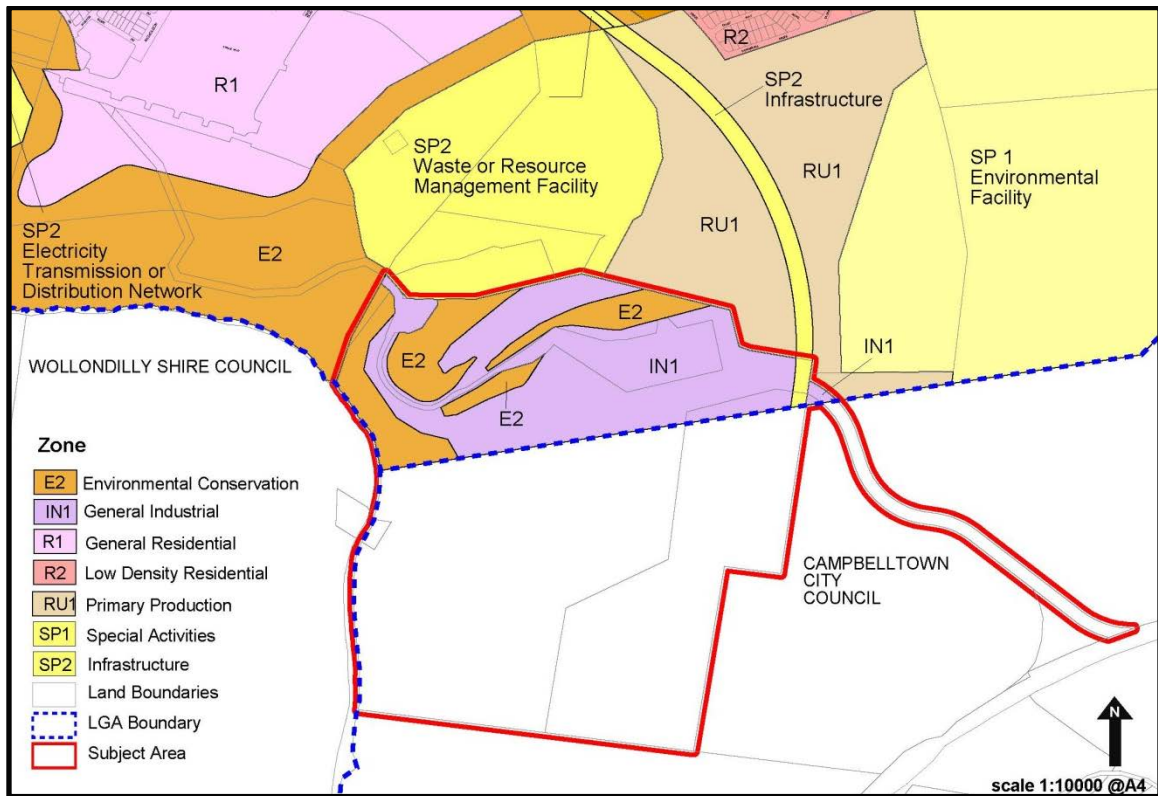 R2
R1
SP2
Infrastructure
SP2
Waste or Resource
Management Facility
SP 1
Environmental
Facility
RU1
RU1
SP2
Electricity
Transmission or
Distribution Network
E2
E2
E2
IN1
IN1
E2
WOLLONDILLY SHIRE COUNCIL
CAMPBELLTOWN
CITY
COUNCIL
Zone
E2 Environmental Conservation
IN1 General Industrial
R1 General Residential
R2 Low Density Residential
RU1 Primary Production
SP1 Special Activities
SP2 Infrastructure
Land Boundaries
LGA Boundary
Subject Area
N
scale 1:10000 @A4